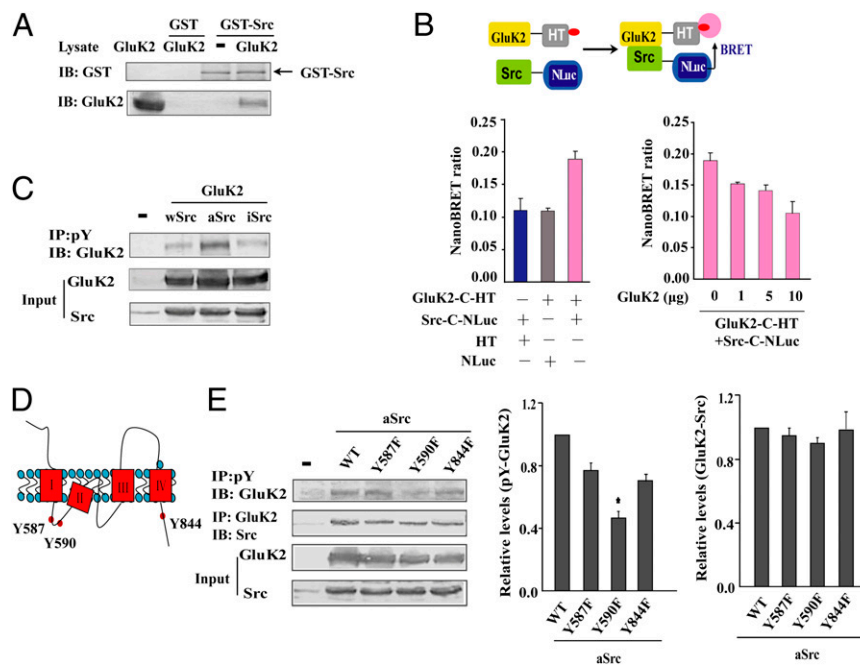 A
GST GST-Src
Lysate GluK2 GluK2 – GluK2
IB: GST
GST-Src
IB: GluK2
B
GluK2 HT
Src NLuc
GluK2 HT
Src NLuc
BRET
NanoBRET ratio
0.25
0.20
0.15
0.10
0.05
0.00
GluK2-C-HT – + +
Src-C-NLuc + – +
HT + – –
NLuc – + –
NanoBRET ratio
0.25
0.20
0.15
0.10
0.05
0.00
GluK2 (µg) 0 1 5 10
GluK2-C-HT
+Src-C-NLuc
C
GluK2
– wSrc aSrc iSrc
IP:pY
IB: GluK2
GluK2
Input
Src
D
I II III IV
Y587
Y590
Y844
E
aSrc
– WT Y587F Y590F Y844F
IP:pY
IB: GluK2
IP: GluK2
IB: Src
GluK2
Input
Src
Relative levels (pY-GluK2)
1.2
0.8
0.4
0.0
*
WT Y587F Y590F Y844F
aSrc
Relative levels (GluK2-Src)
1.2
0.8
0.4
0.0
WT Y587F Y590F Y844F
aSrc